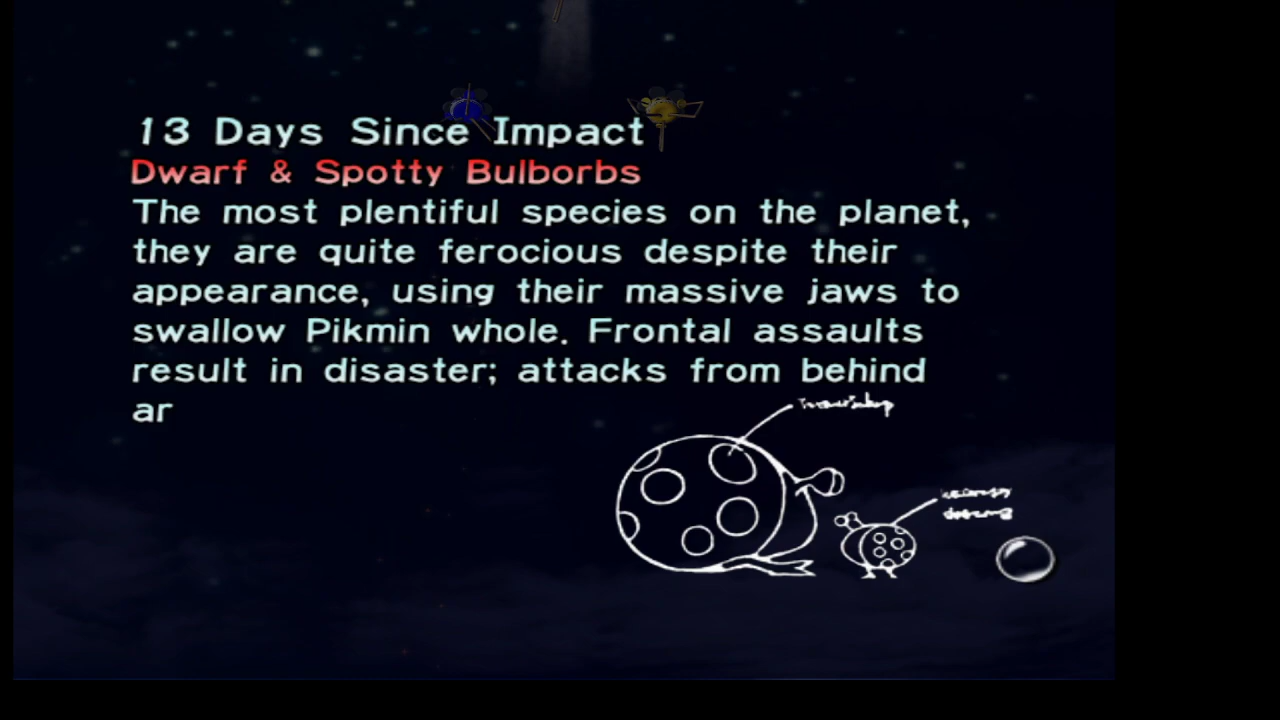 13 Days Since Impact
Dwarf & Spotty Bulborbs
The most plentiful species on the planet,
they are quite ferocious despite their
appearance, using their massive jaws to
swallow Pikmin whole. Frontal assaults
result in disaster; attacks from behind
ar